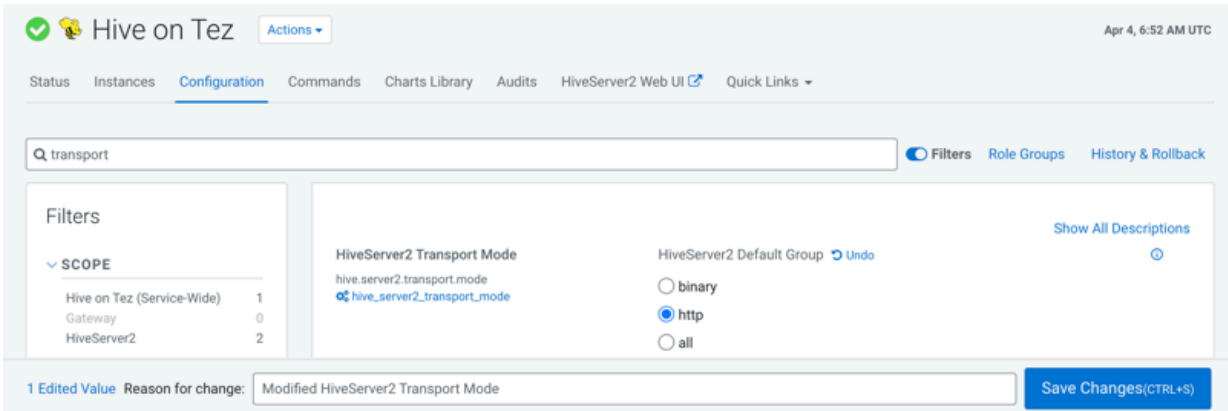 Hive on Tez Actions Apr 4, 6:52 AM UTC
Status Instances Configuration Commands Charts Library Audits HiveServer2 Web UI Quick Links
transport Filters Role Groups History & Rollback
Filters
Show All Descriptions
SCOPE
Hive on Tez (Service-Wide) 1
Gateway 0
HiveServer2 2
HiveServer2 Transport Mode
hive.server2.transport.mode
hive_server2_transport_mode
HiveServer2 Default Group Undo
binary
http
all
1 Edited Value Reason for change: Modified HiveServer2 Transport Mode Save Changes(CTRL+S)